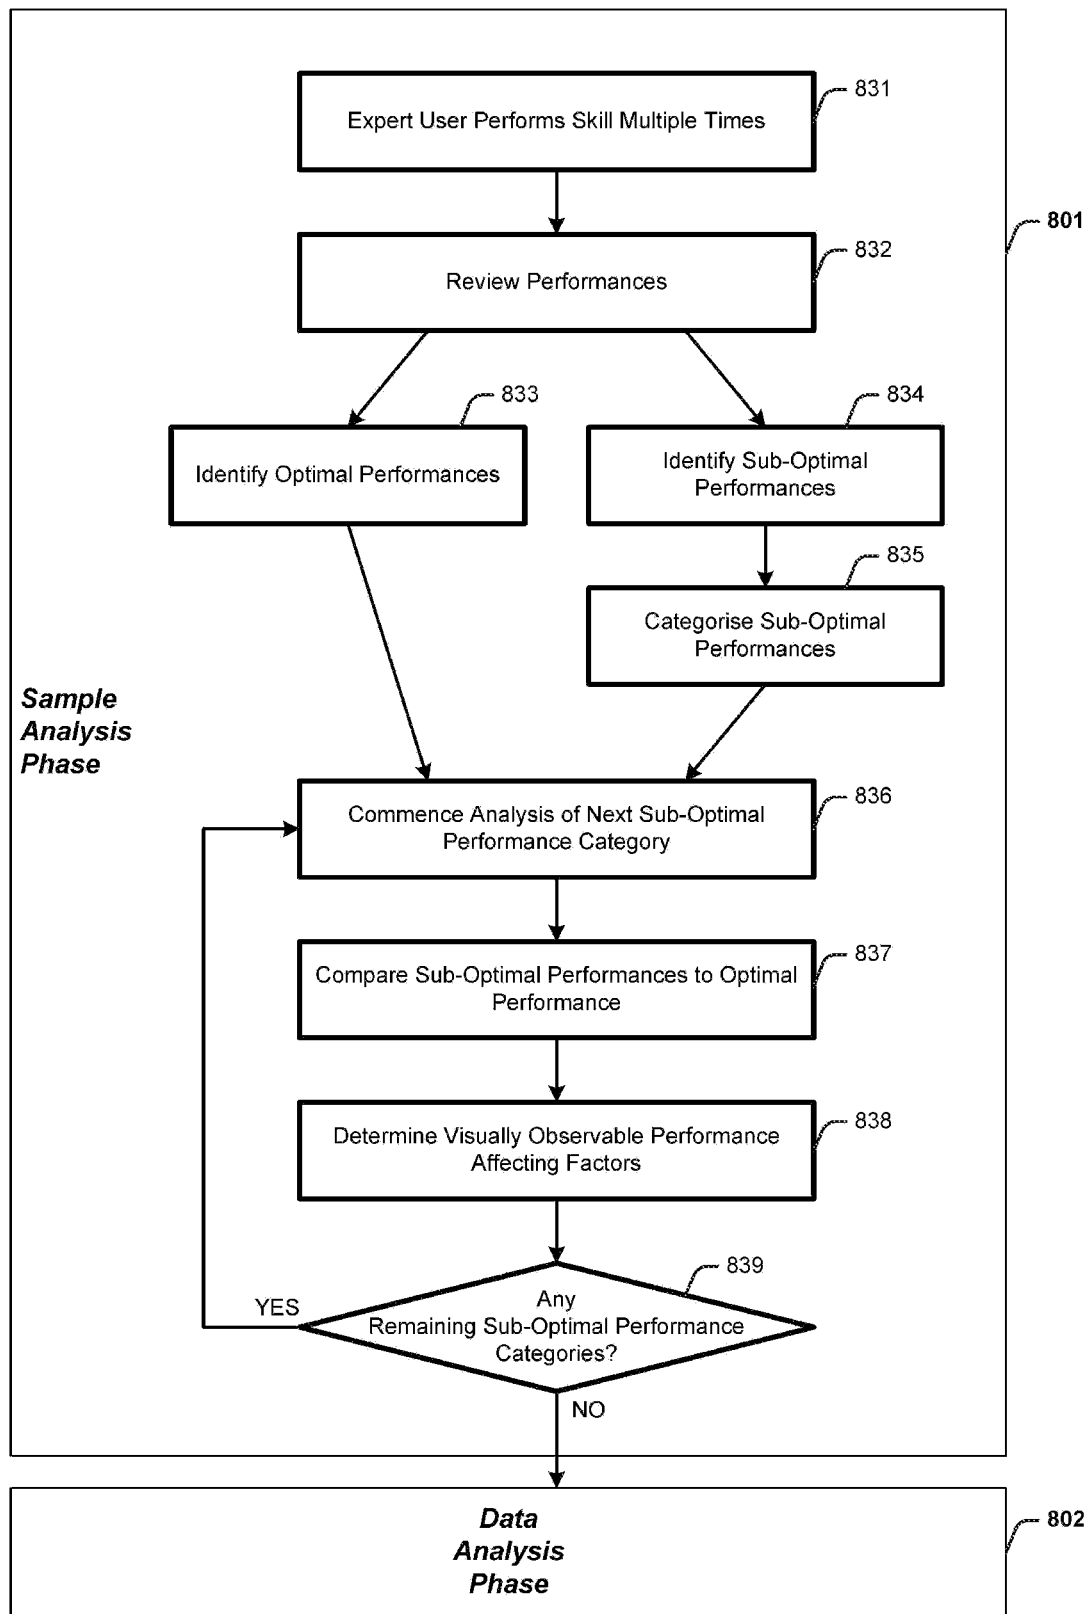 831
Expert User Performs Skill Multiple Times
801
832
Review Performances
833
834
Identify Optimal Performances
Identify Sub-Optimal
Performances
835
Categorise Sub-Optimal
Performances
Sample
Analysis
Phase
836
Commence Analysis of Next Sub-Optimal
Performance Category
837
Compare Sub-Optimal Performances to Optimal
Performance
838
Determine Visually Observable Performance
Affecting Factors
839
YES
Any
Remaining Sub-Optimal Performance
Categories?
NO
802
Data
Analysis
Phase